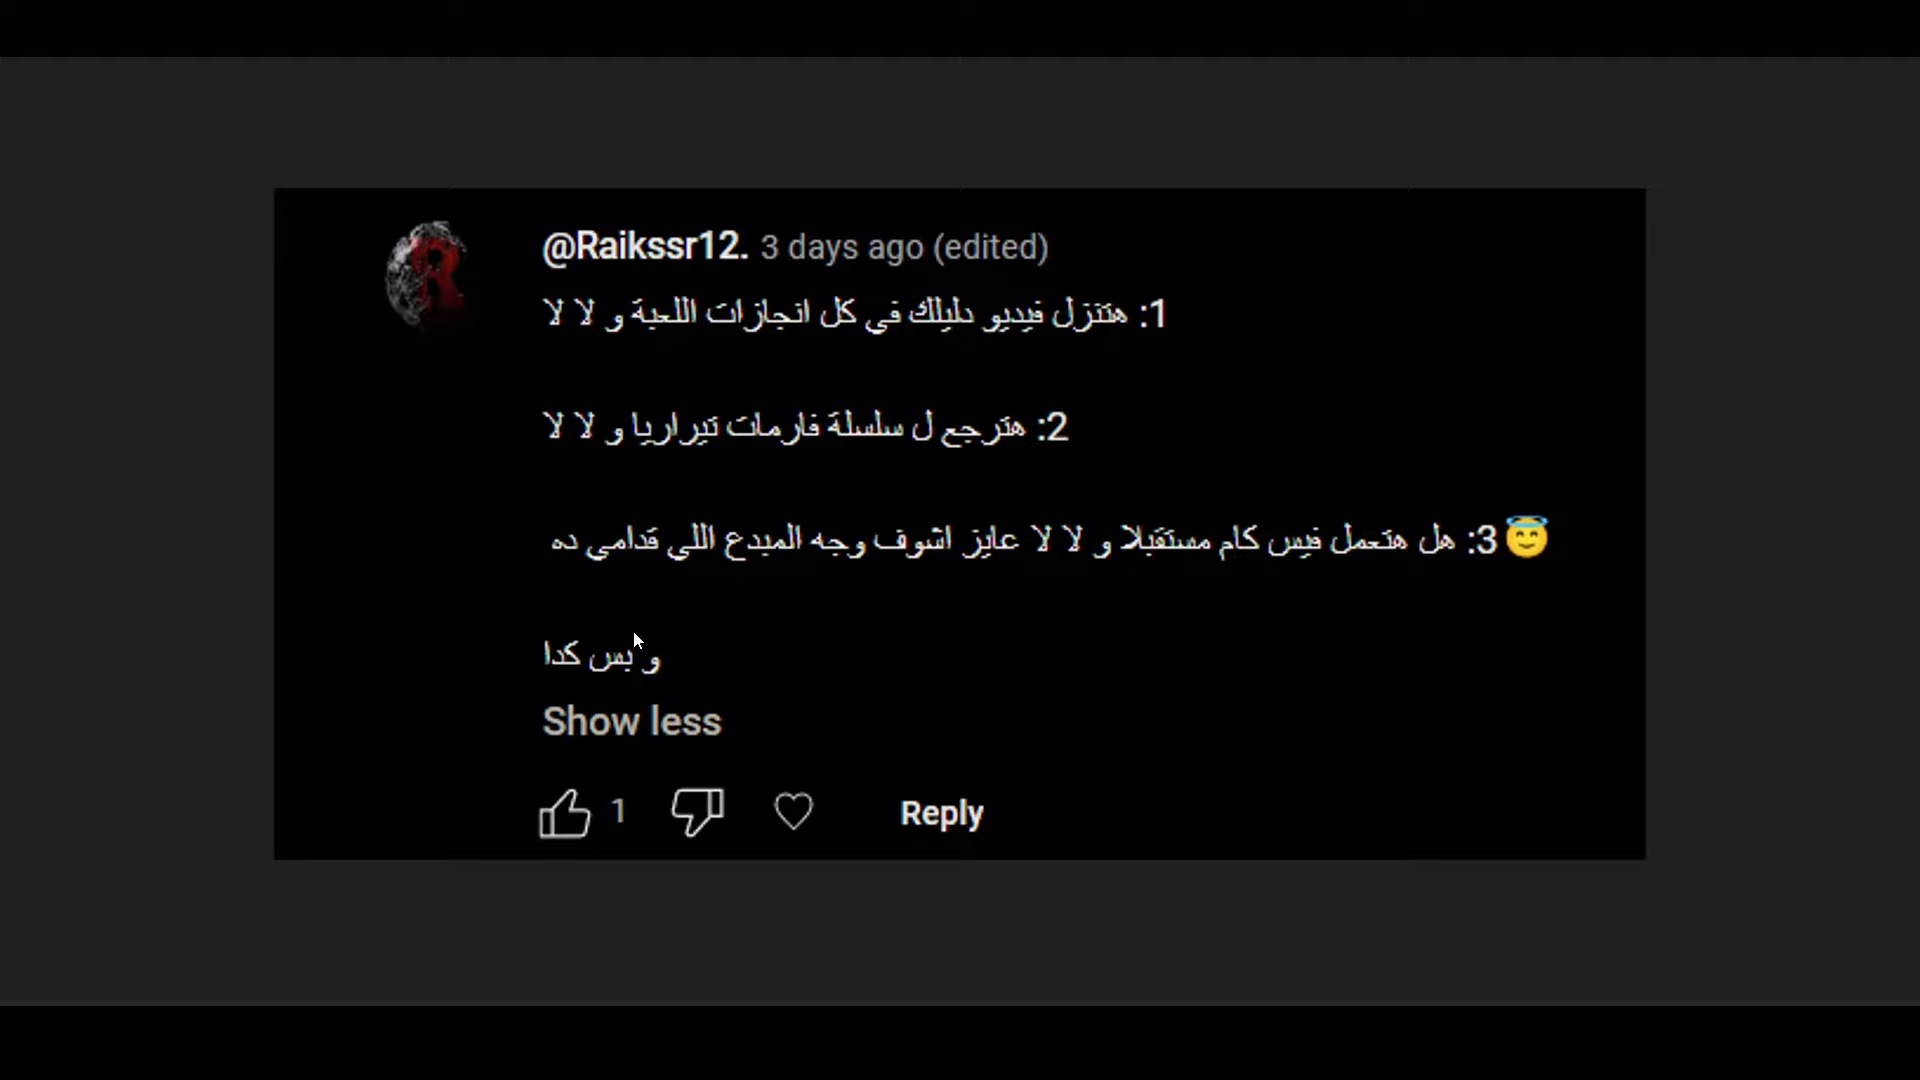 @Raikssr12. 3 days ago (edited)
1: هتنزل فيديو دليلك في كل انجازات اللعبة و لا لا
2: هترجع ل سلسلة فارمات تيراريا و لا لا
😇3: هل هتعمل فيس كام مستقبلا و لا لا عايز اشوف وجه المبدع اللي قدامي ده
و بس كدا
Show less
1
Reply